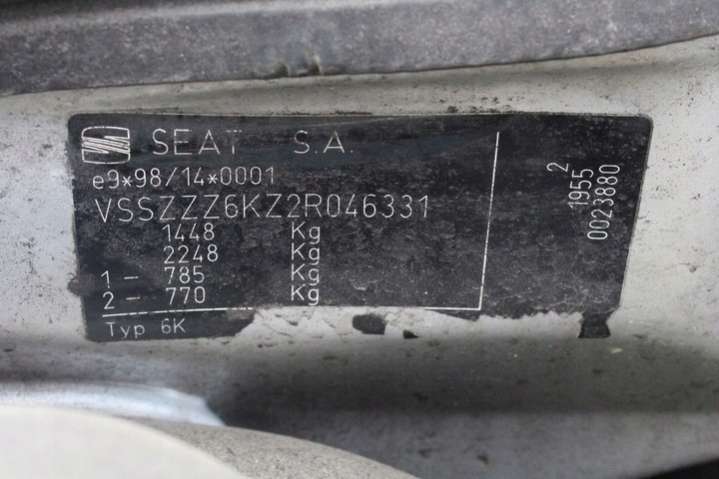 SEAT S.A.
e9*98/14*0001
VSSZZZ6KZ2R046331
1448 Kg
2248 Kg
1 - 785 Kg
2 - 770 Kg
Typ 6K
2
1955
0023880